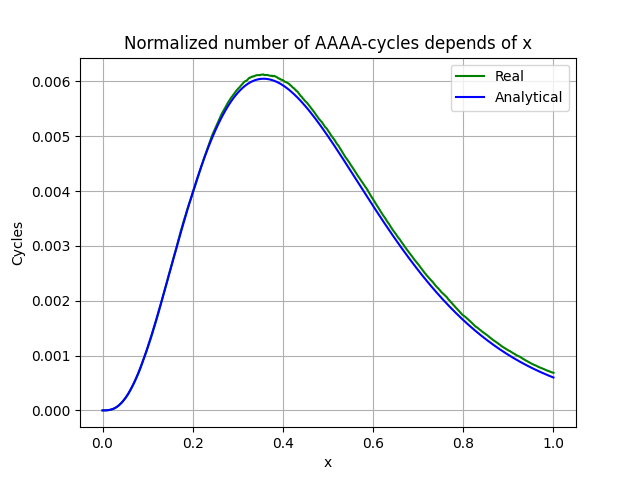 Normalized number of AAAA-cycles depends of x
Real
Analytical
Cycles
0.006
0.005
0.004
0.003
0.002
0.001
0.000
0.0 0.2 0.4 0.6 0.8 1.0
x